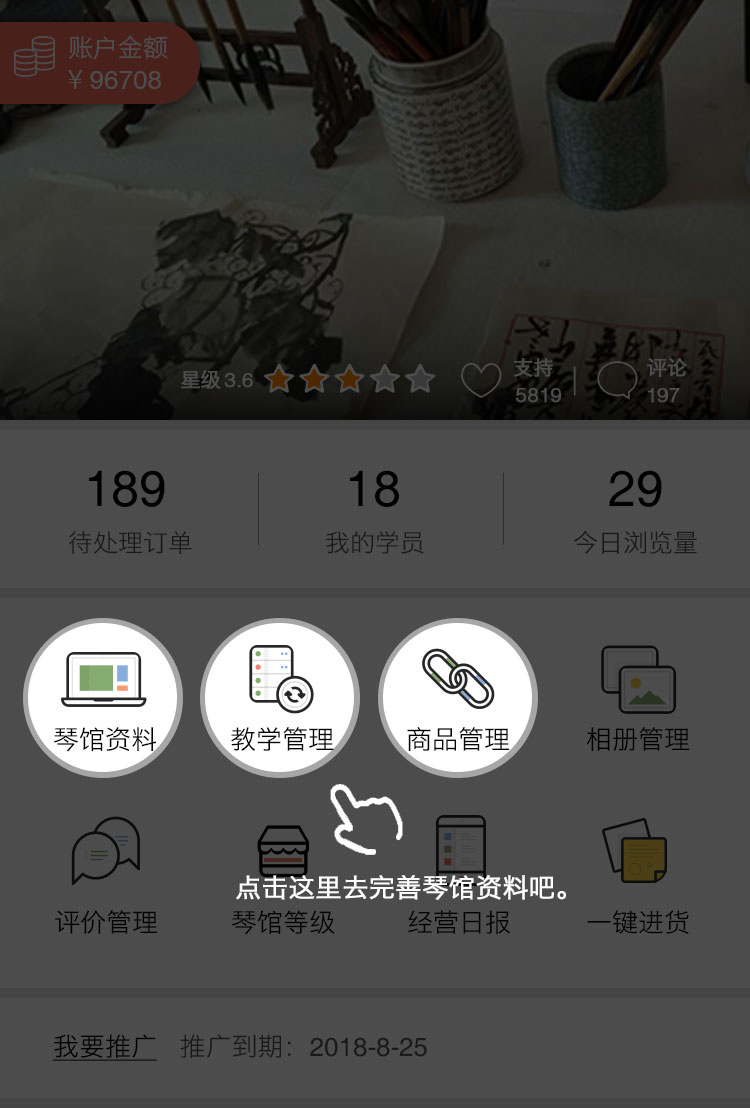 账户金额
¥ 96708
星级 3.6
支持
5819
评论
197
189
18
29
待处理订单
我的学员
今日浏览量
琴馆资料
教学管理
商品管理
相册管理
点击这里去完善琴馆资料吧。
评价管理
琴馆等级
经营日报
一键进货
我要推广 推广到期：2018-8-25